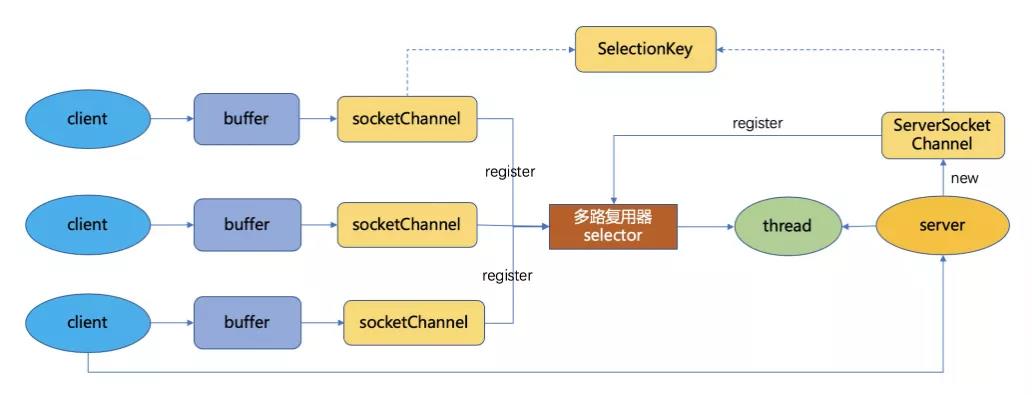 SelectionKey
client
buffer
socketChannel
register
ServerSocket
Channel
register
new
client
buffer
socketChannel
多路复用器
selector
thread
server
register
client
buffer
socketChannel